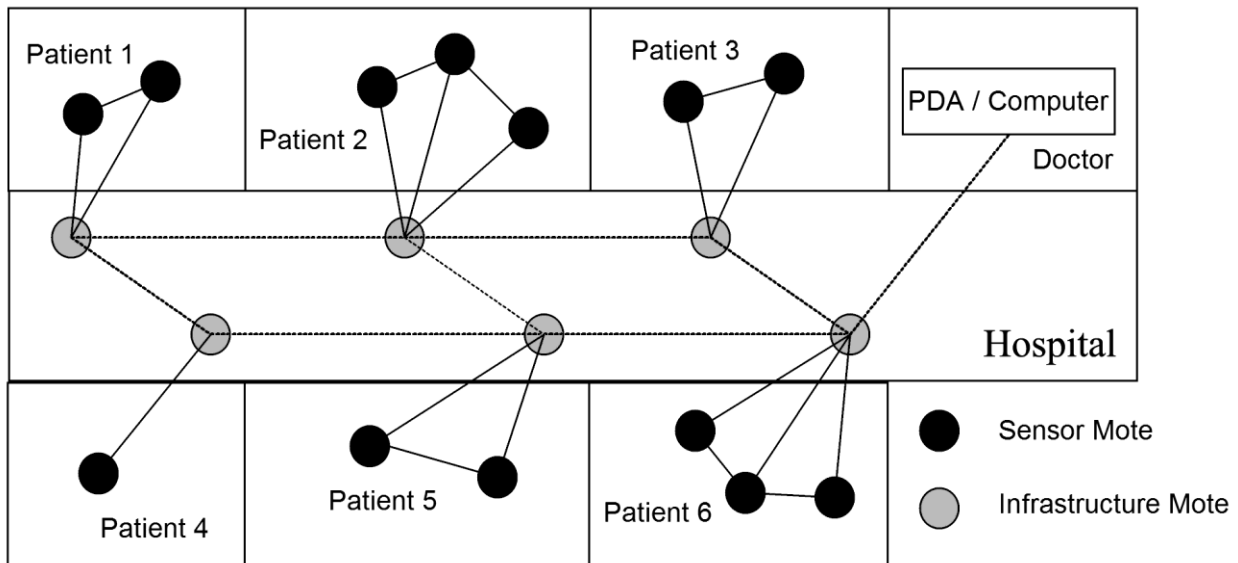 Patient 1
Patient 2
Patient 3
PDA / Computer
Doctor
Hospital
Patient 4
Patient 5
Patient 6
Sensor Mote
Infrastructure Mote